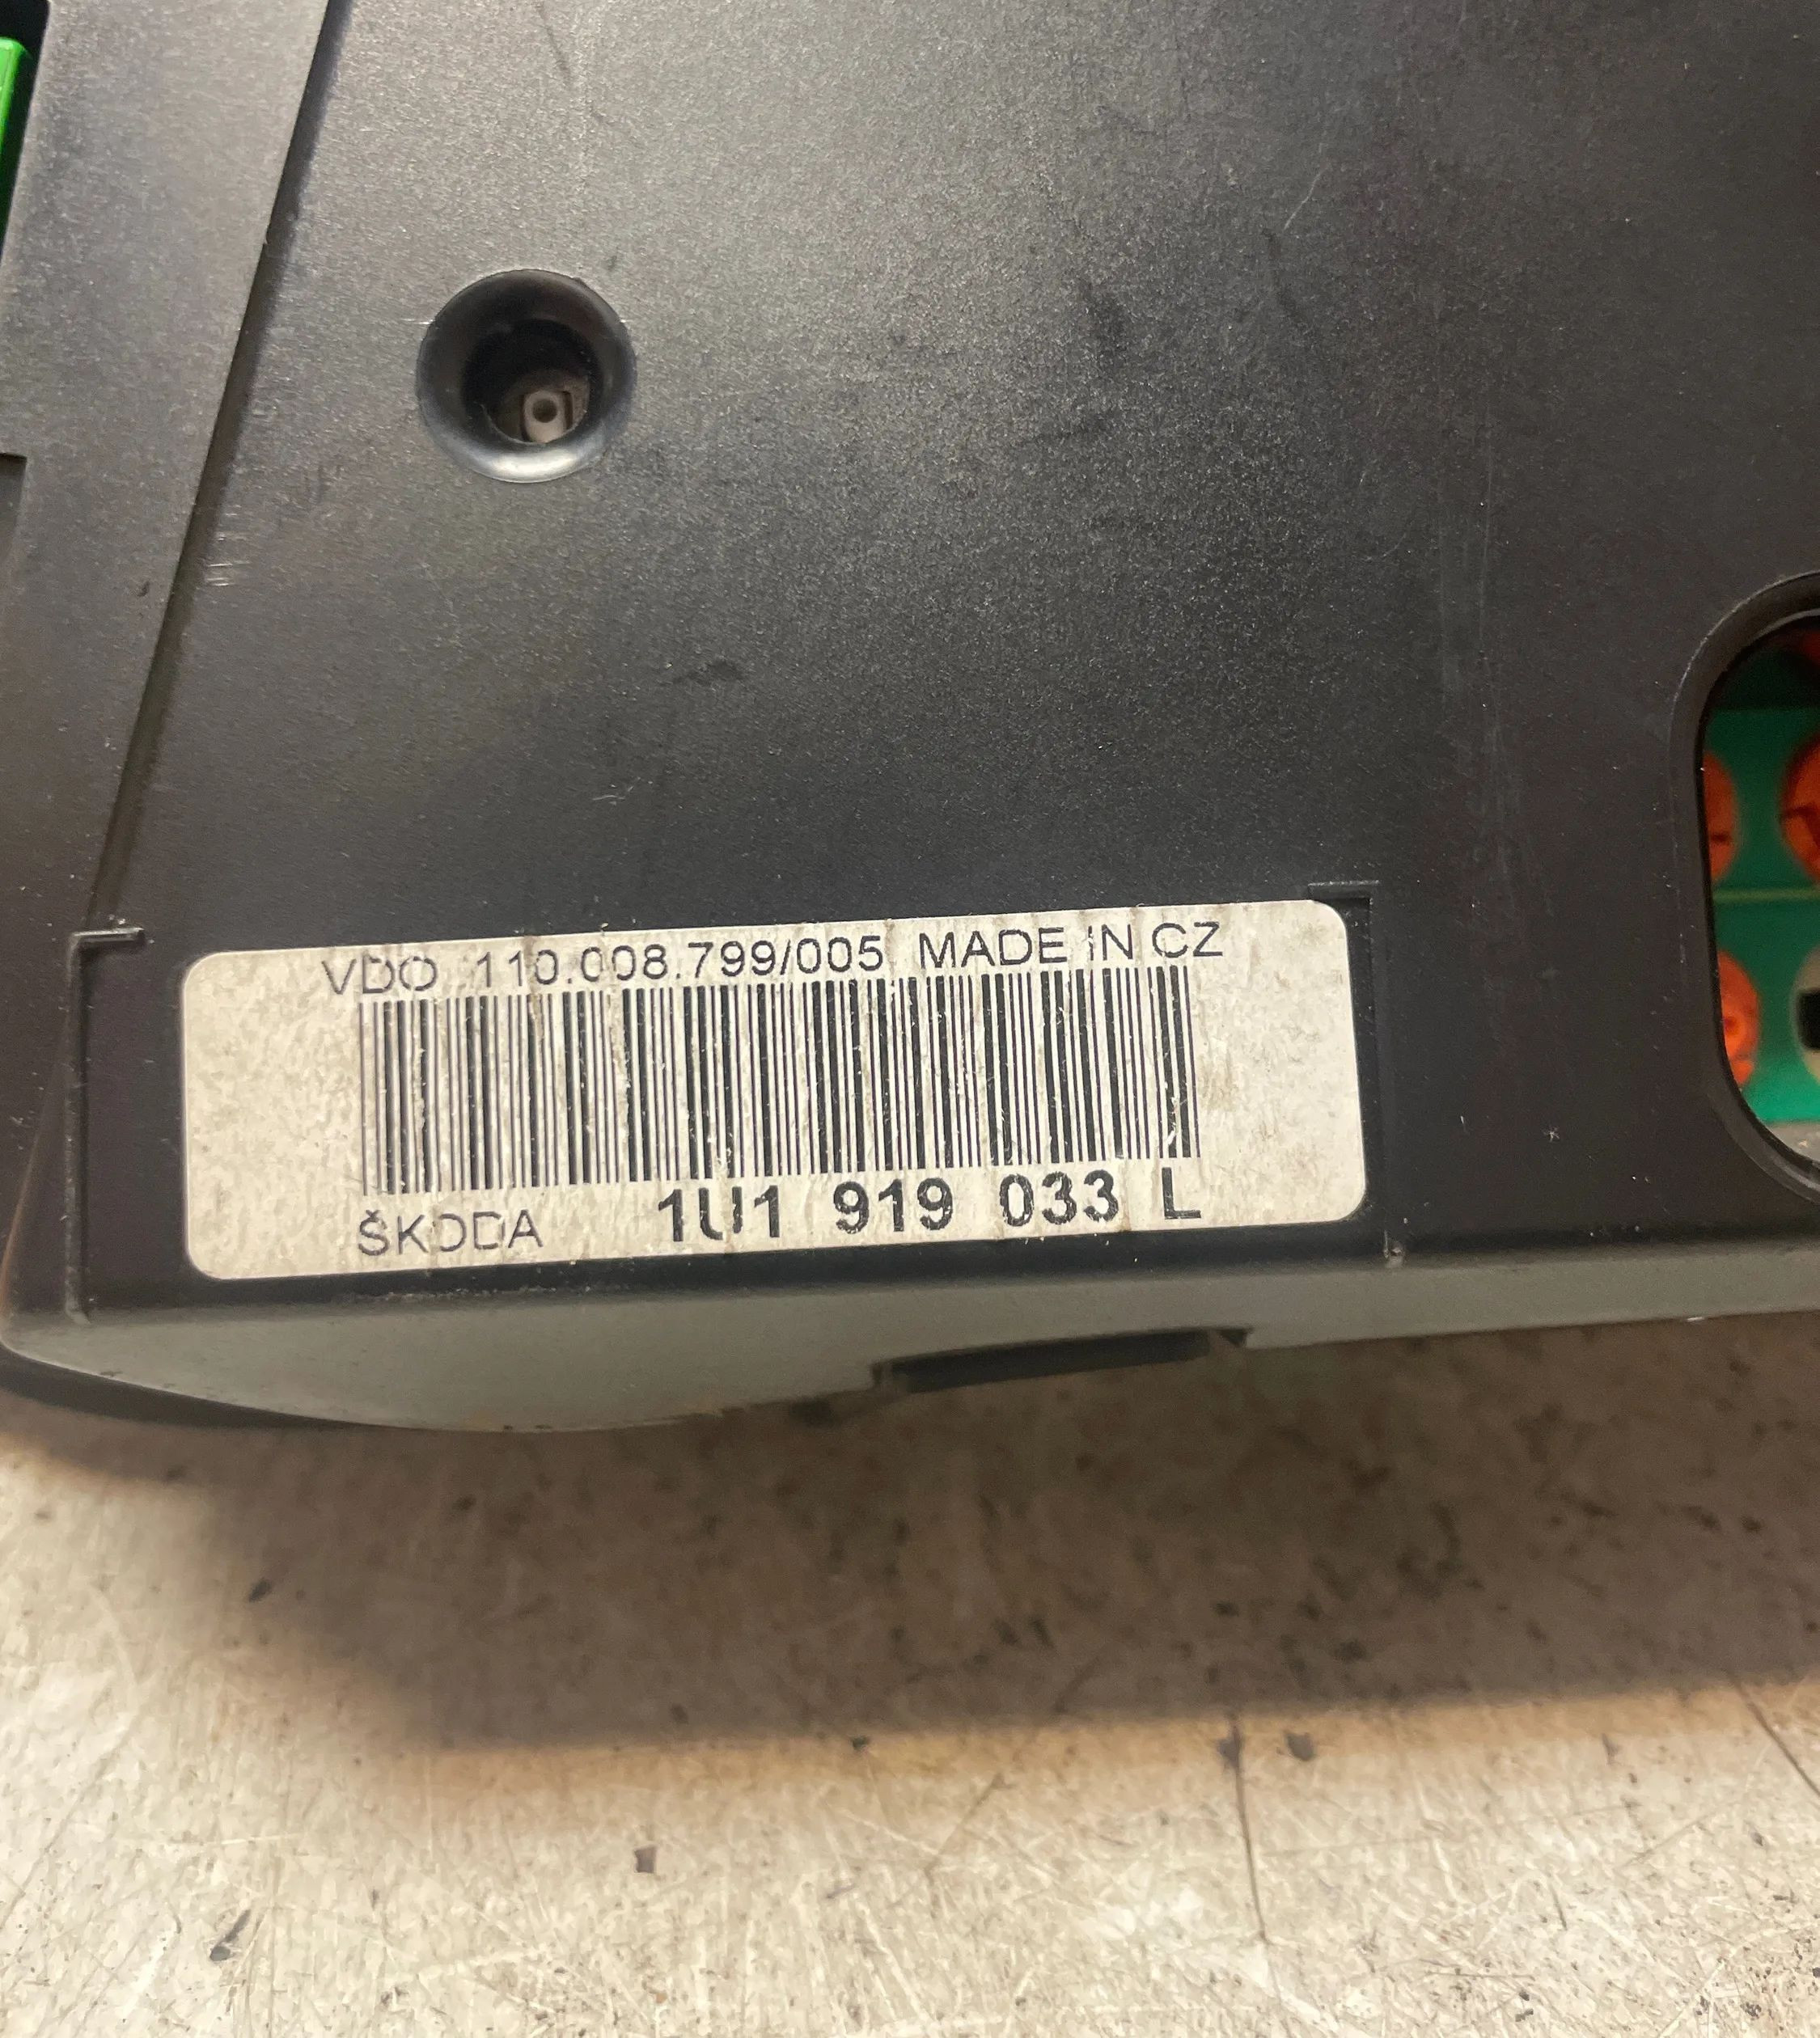 VDO 110.008.799/005 MADE IN CZ
ŠKODA 1U1 919 033 L